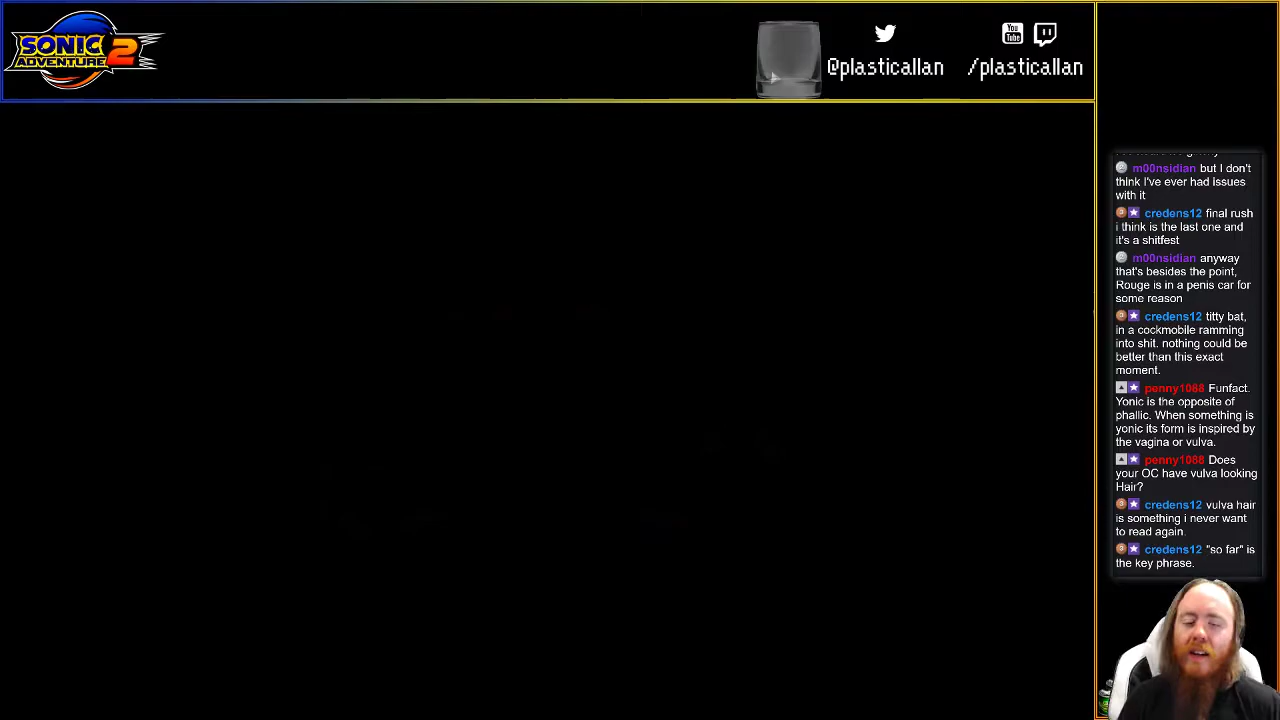 SONIC
ADVENTURE 2
@plasticallan
You
Tube
/plasticallan
m00nsidian but I don't
think I've ever had issues
with it
credens12 final rush
i think is the last one and
it's a shitfest
m00nsidian anyway
that's besides the point,
Rouge is in a penis car for
some reason
credens12 titty bat,
in a cockmobile ramming
into shit. nothing could be
better than this exact
moment.
penny1088 Funfact.
Yonic is the opposite of
phallic. When something is
yonic its form is inspired by
the vagina or vulva.
penny1088 Does
your OC have vulva looking
Hair?
credens12 vulva hair
is something i never want
to read again.
credens12 "so far" is
the key phrase.